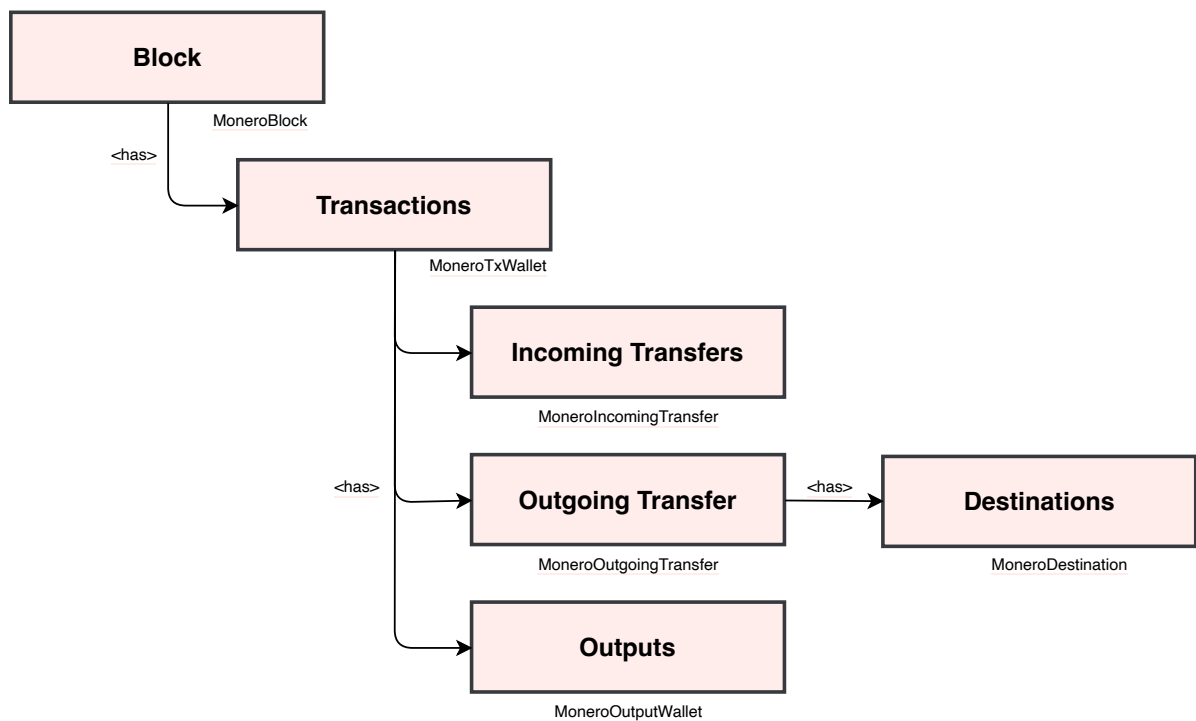 Block
MoneroBlock
<has>
Transactions
MoneroTxWallet
Incoming Transfers
MoneroIncomingTransfer
<has>
Outgoing Transfer
<has>
Destinations
MoneroOutgoingTransfer
MoneroDestination
Outputs
MoneroOutputWallet